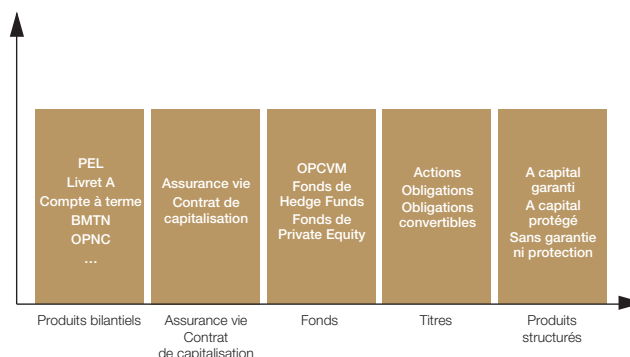 PEL
Livret A
Compte à terme
BMTN
OPNC
...
Assurance vie
Contrat de
capitalisation
OPCVM
Fonds de
Hedge Funds
Fonds de
Private Equity
Actions
Obligations
Obligations
convertibles
A capital
garanti
A capital
protégé
Sans garantie
ni protection
Produits bilantiels
Assurance vie
Contrat
de capitalisation
Fonds
Titres
Produits
structurés